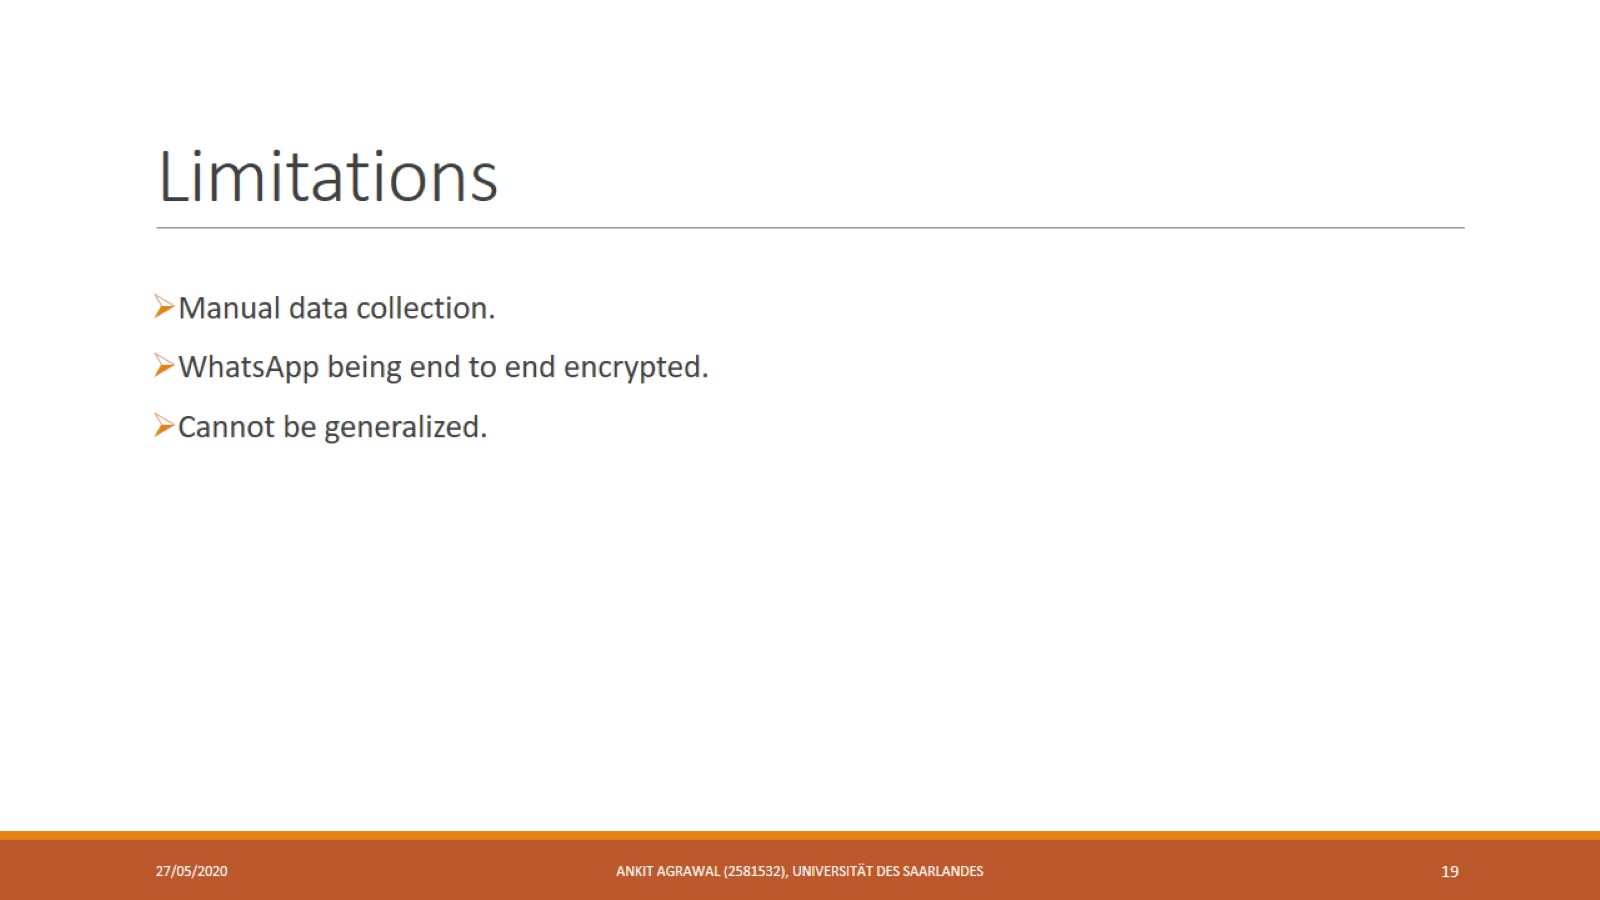 Limitations
Manual data collection.
WhatsApp being end to end encrypted.
Cannot be generalized.
27/05/2020 ANKIT AGRAWAL (2581532), UNIVERSITÄT DES SAARLANDES 19